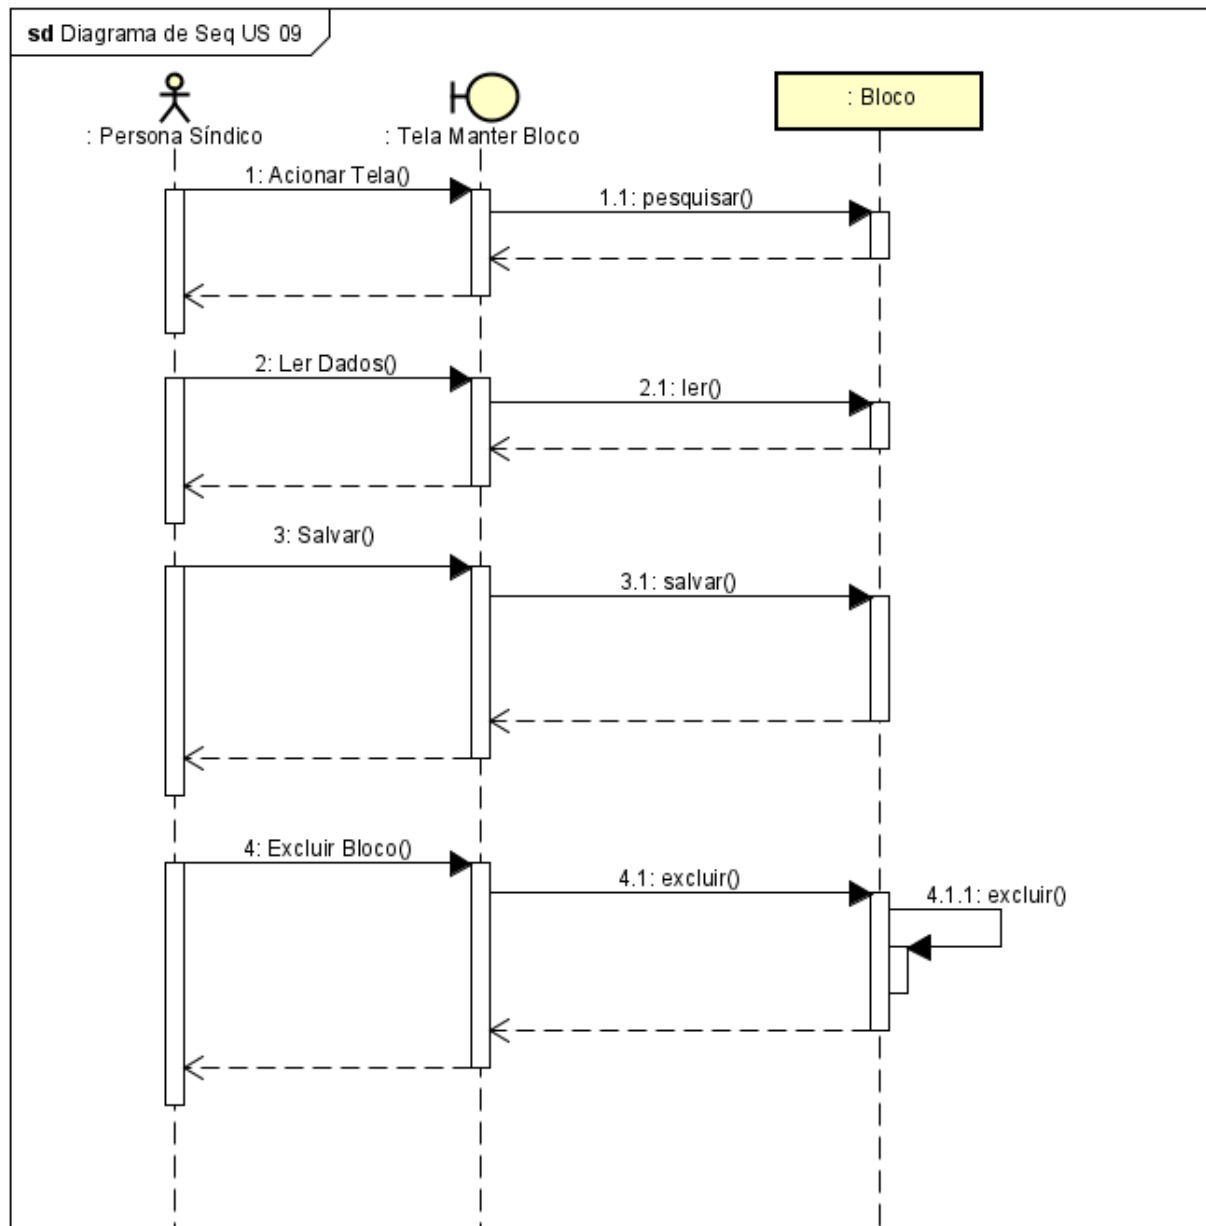 sd Diagrama de Seq US 09
: Persona Síndico
: Tela Manter Bloco
: Bloco
1: Acionar Tela()
1.1: pesquisar()
2: Ler Dados()
2.1: ler()
3: Salvar()
3.1: salvar()
4: Excluir Bloco()
4.1: excluir()
4.1.1: excluir()